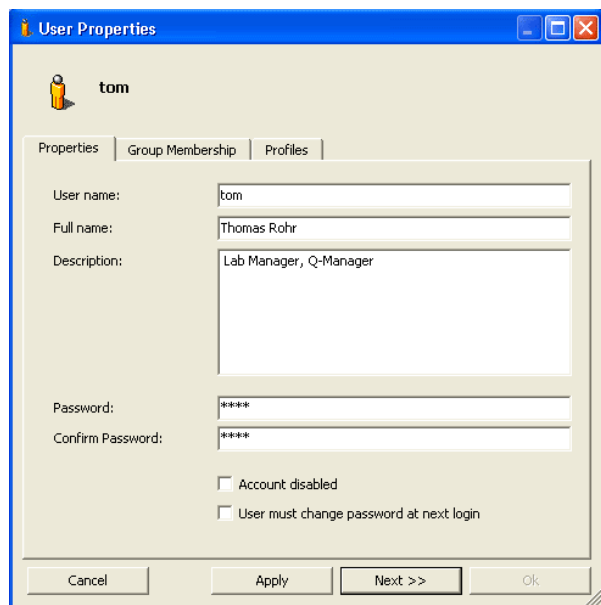 User Properties
tom
Properties Group Membership Profiles
User name: tom
Full name: Thomas Rohr
Description: Lab Manager, Q-Manager
Password: ****
Confirm Password: ****
Account disabled
User must change password at next login
Cancel Apply Next >> Ok